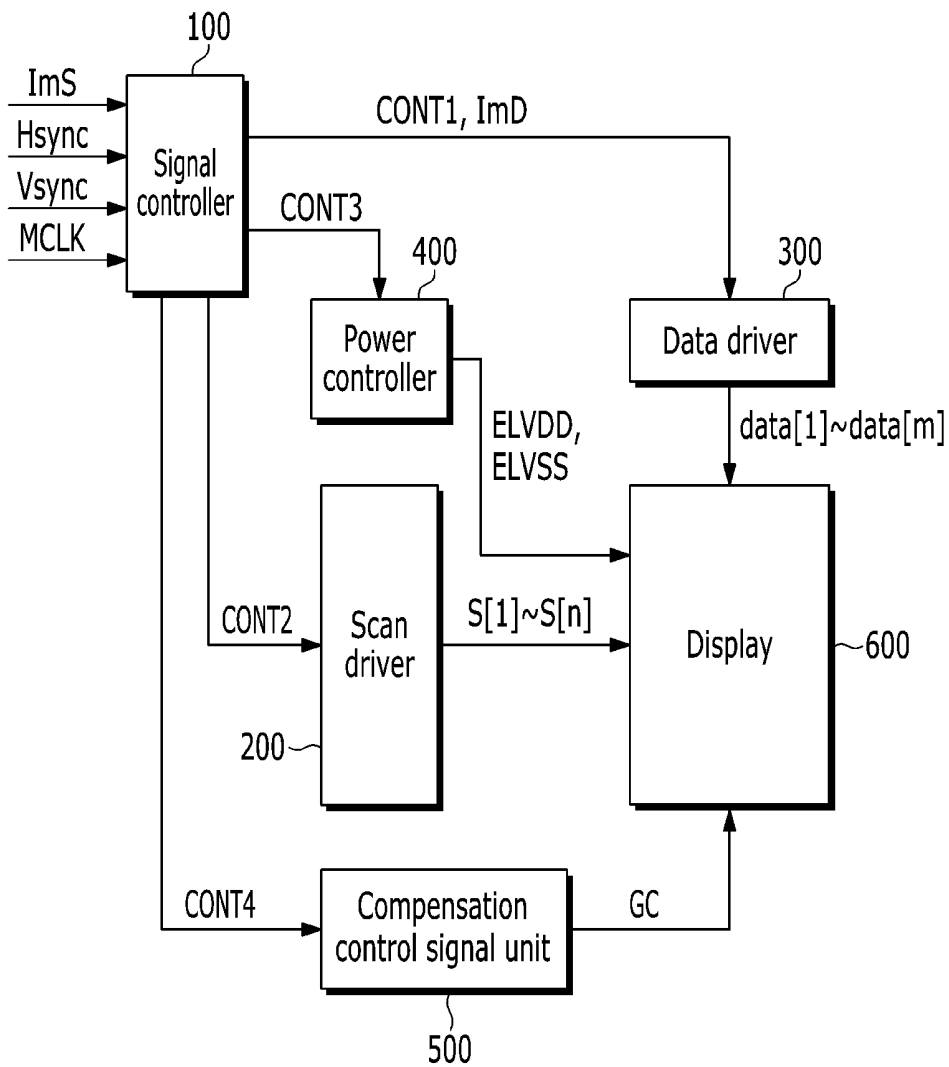 100
ImS
Hsync
Vsync
MCLK
Signal
controller
CONT1, ImD
CONT3
400
300
Power
controller
Data driver
ELVDD,
ELVSS
data[1]~data[m]
CONT2
Scan
driver
S[1]~S[n]
Display
600
200
CONT4
Compensation
control signal unit
GC
500